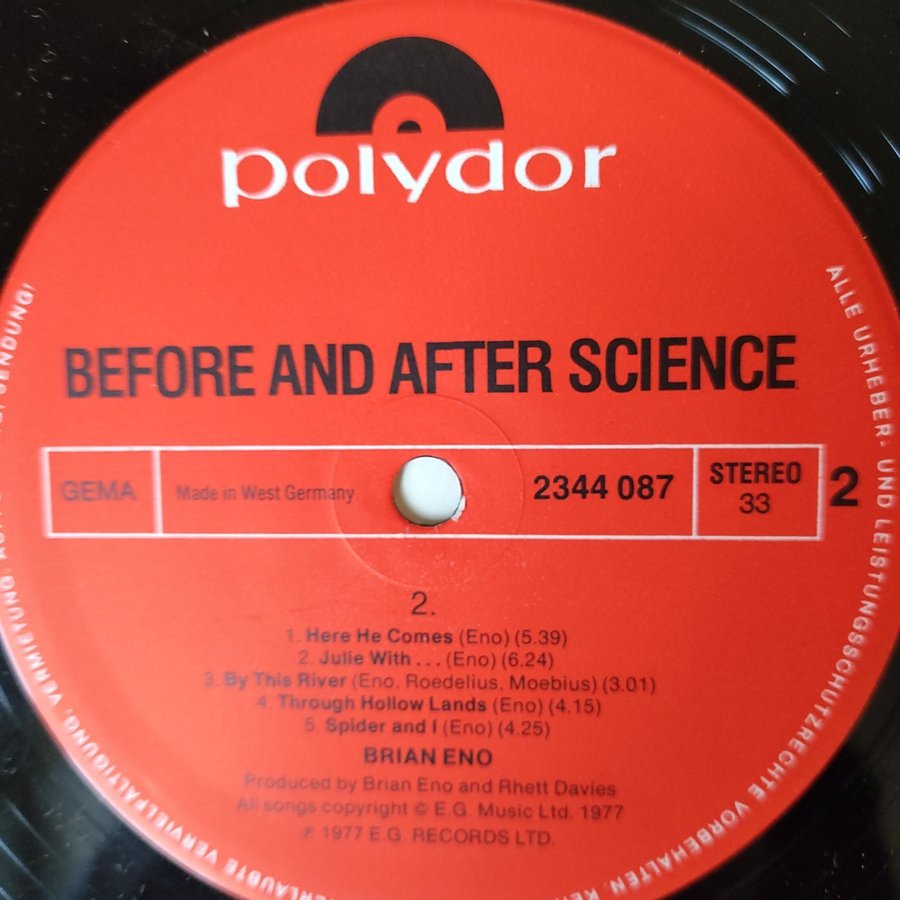 polydor
BEFORE AND AFTER SCIENCE
GEMA
Made in West Germany
2344 087
STEREO
33
2
2.
1. Here He Comes (Eno) (5.39)
2. Julie With . . . (Eno) (6.24)
3. By This River (Eno, Roedelius, Moebius) (3.01)
4. Through Hollow Lands (Eno) (4.15)
5. Spider and I (Eno) (4.25)
BRIAN ENO
Produced by Brian Eno and Rhett Davies
All songs copyright © E.G. Music Ltd. 1977
℗ 1977 E.G. RECORDS LTD.
ALLE URHEBER- UND LEISTUNGSSCHUTZRECHTE VORBEHALTEN,
VERVIELFÄLTIGUNG, VERMIETUNG,